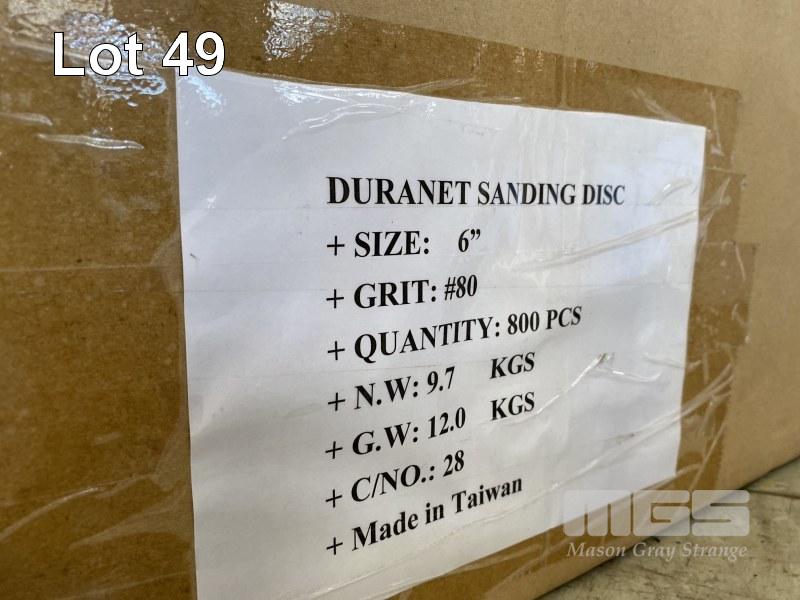 Lot 49
DURANET SANDING DISC
+ SIZE: 6”
+ GRIT: #80
+ QUANTITY: 800 PCS
+ N.W: 9.7 KGS
+ G.W: 12.0 KGS
+ C/NO.: 28
+ Made in Taiwan
MGS
Mason Gray Strange